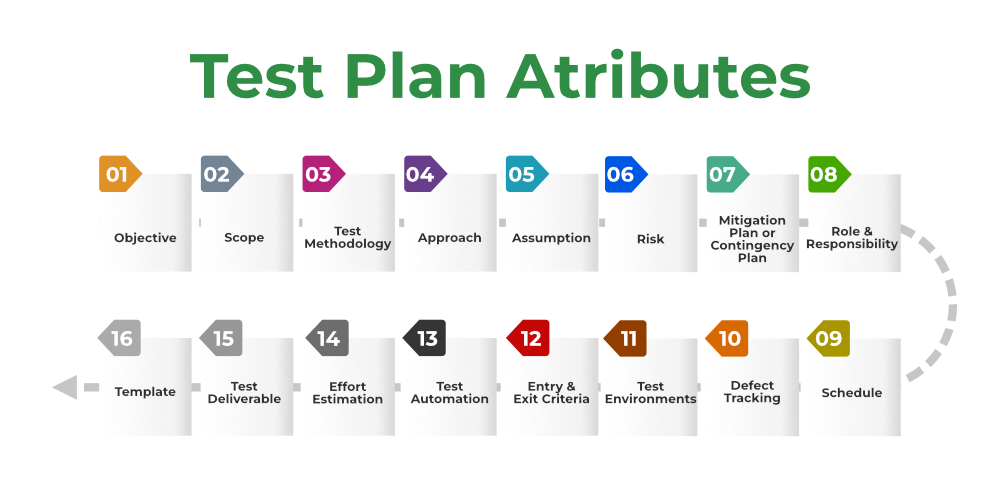 Test Plan Atributes
01
Objective
02
Scope
03
Test
Methodology
04
Approach
05
Assumption
06
Risk
07
Mitigation
Plan or
Contingency
Plan
08
Role &
Responsibility
09
Schedule
10
Defect
Tracking
11
Test
Environments
12
Entry &
Exit Criteria
13
Test
Automation
14
Effort
Estimation
15
Test
Deliverable
16
Template